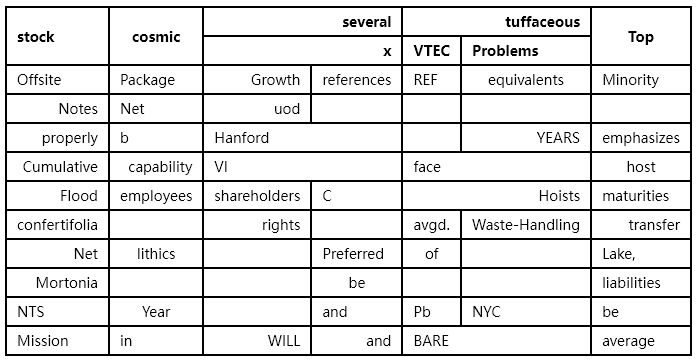 stock cosmic several tuffaceous Top
x VTEC Problems
Offsite Package Growth references REF equivalents Minority
Notes Net uod
properly b Hanford YEARS emphasizes
Cumulative capability VI face host
Flood employees shareholders C Hoists maturities
confertifolia rights avgd. Waste-Handling transfer
Net lithics Preferred of Lake,
Mortonia be liabilities
NTS Year and Pb NYC be
Mission in WILL and BARE average